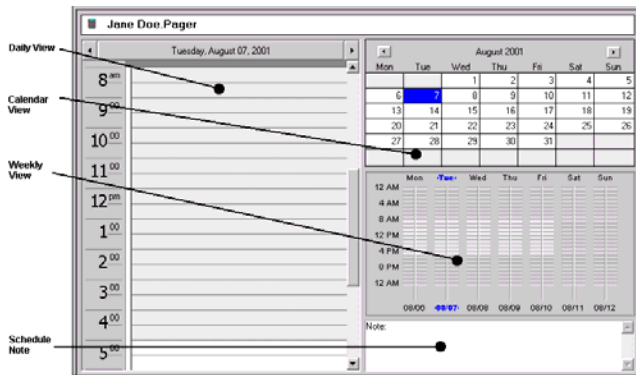 Jane Doe.Pager
Daily View
Calendar View
Weekly View
Schedule Note
Tuesday, August 07, 2001
8 am
9 00
10 00
11 00
12 pm
1 00
2 00
3 00
4 00
5 00
August 2001
Mon Tue Wed Thu Fri Sat Sun
1 2 3 4 5
6 7 8 9 10 11 12
13 14 15 16 17 18 19
20 21 22 23 24 25 26
27 28 29 30 31
Mon -Tue- Wed Thu Fri Sat Sun
12 AM
4 AM
8 AM
12 PM
4 PM
8 PM
12 AM
08/06 -08/07- 08/08 08/09 08/10 08/11 08/12
Note: